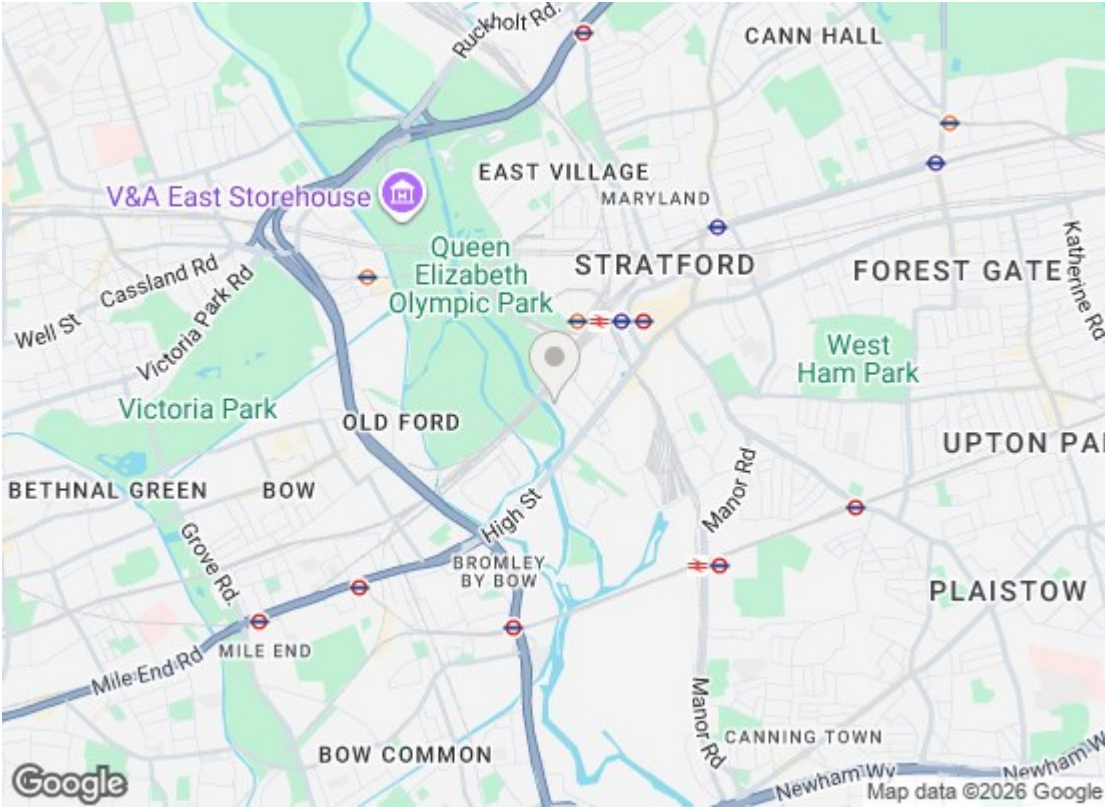 Ruckholt Rd.
CANN HALL
EAST VILLAGE
V&A East Storehouse
MARYLAND
Queen
Elizabeth
Olympic Park
STRATFORD
FOREST GATE
Katherine Rd
Cassland Rd
Victoria Park Rd
Well St
West
Ham Park
Victoria Park
OLD FORD
UPTON PA
BETHNAL GREEN
BOW
Manor Rd
High St
Grove Rd.
BROMLEY
BY BOW
PLAISTOW
MILE END
Mile End Rd
Manor Rd
CANNING TOWN
BOW COMMON
Newham Wy
Newham W
Google
Map data ©2026 Google